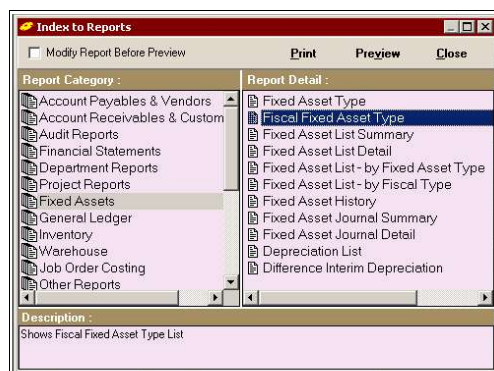 Index to Reports
Modify Report Before Preview
Print Preview Close
Report Category :
Account Payables & Vendors
Account Receivables & Custom
Audit Reports
Financial Statements
Department Reports
Project Reports
Fixed Assets
General Ledger
Inventory
Warehouse
Job Order Costing
Other Reports
Report Detail :
Fixed Asset Type
Fiscal Fixed Asset Type
Fixed Asset List Summary
Fixed Asset List Detail
Fixed Asset List - by Fixed Asset Type
Fixed Asset List - by Fiscal Type
Fixed Asset History
Fixed Asset Journal Summary
Fixed Asset Journal Detail
Depreciation List
Difference Interim Depreciation
Description :
Shows Fiscal Fixed Asset Type List